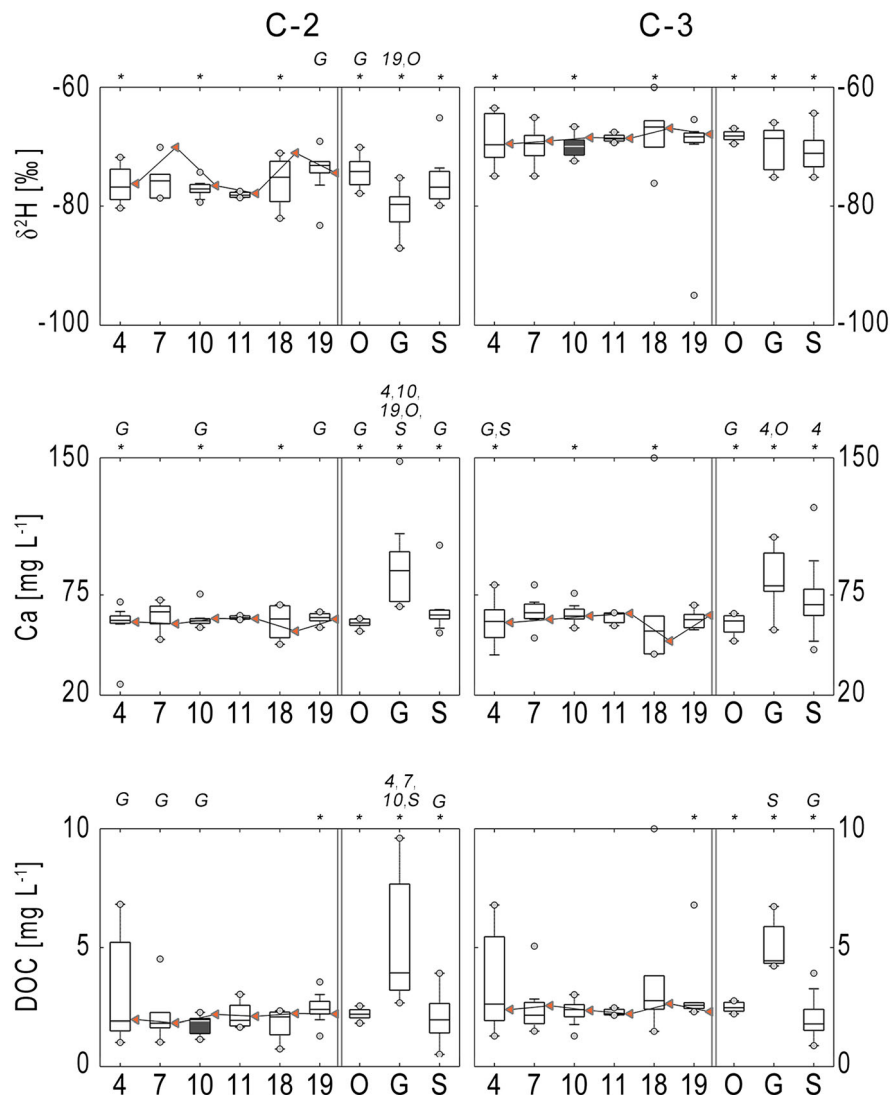 C-2 C-3
G G 19,O
* * * * * * * * * * * * *
-60 -60
-80 -80
-100 -100
δ²H [‰]
4 7 10 11 18 19 O G S 4 7 10 11 18 19 O G S
4,10,
19,O,
G G G G S G G,S G 4,O 4
* * * * * * * * * * * *
150 150
75 75
20 20
Ca [mg L⁻¹]
4 7 10 11 18 19 O G S 4 7 10 11 18 19 O G S
4,7,
G G G 10,S G S G
* * * * * * * *
10 10
5 5
0 0
DOC [mg L⁻¹]
4 7 10 11 18 19 O G S 4 7 10 11 18 19 O G S